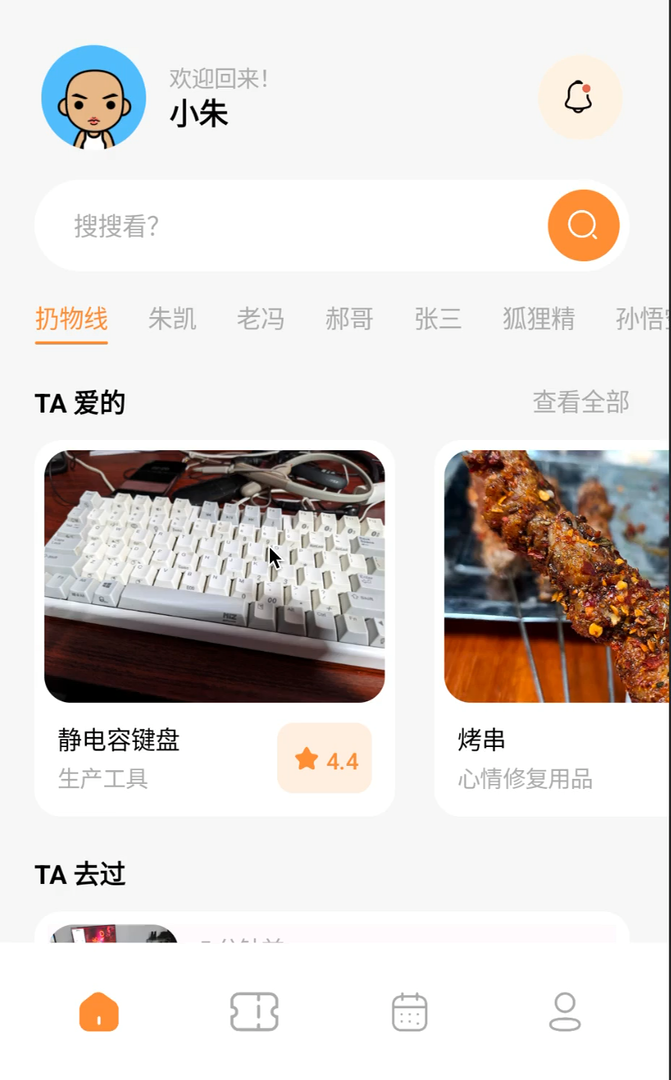 欢迎回来！
小朱
搜搜看？
扔物线 朱凯 老冯 郝哥 张三 狐狸精 孙悟
TA 爱的
查看全部
静电容键盘
生产工具
4.4
烤串
心情修复用品
TA 去过